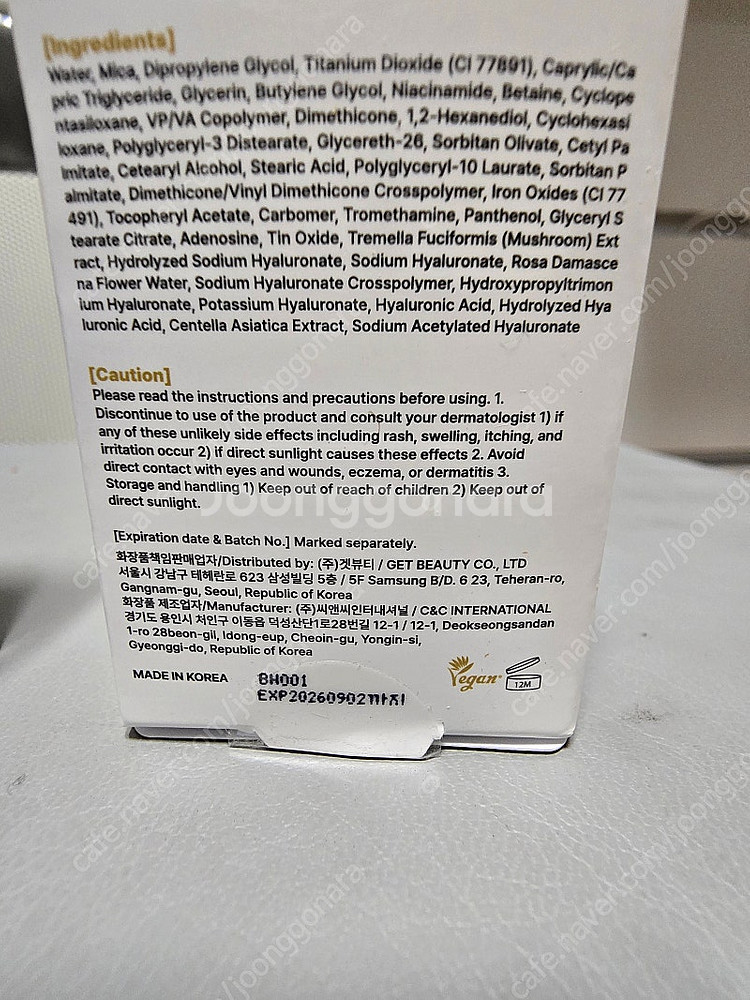 [Ingredients]
Water, Mica, Dipropylene Glycol, Titanium Dioxide (CI 77891), Caprylic/Ca
pric Triglyceride, Glycerin, Butylene Glycol, Niacinamide, Betaine, Cyclope
ntasiloxane, VP/VA Copolymer, Dimethicone, 1,2-Hexanediol, Cyclohexasi
loxane, Polyglyceryl-3 Distearate, Glycereth-26, Sorbitan Olivate, Cetyl Pa
lmitate, Cetearyl Alcohol, Stearic Acid, Polyglyceryl-10 Laurate, Sorbitan P
almitate, Dimethicone/Vinyl Dimethicone Crosspolymer, Iron Oxides (CI 77
491), Tocopheryl Acetate, Carbomer, Tromethamine, Panthenol, Glyceryl S
tearate Citrate, Adenosine, Tin Oxide, Tremella Fuciformis (Mushroom) Ext
ract, Hydrolyzed Sodium Hyaluronate, Sodium Hyaluronate, Rosa Damasce
na Flower Water, Sodium Hyaluronate Crosspolymer, Hydroxypropyltrimon
ium Hyaluronate, Potassium Hyaluronate, Hyaluronic Acid, Hydrolyzed Hya
luronic Acid, Centella Asiatica Extract, Sodium Acetylated Hyaluronate
[Caution]
Please read the instructions and precautions before using. 1.
Discontinue to use of the product and consult your dermatologist 1) if
any of these unlikely side effects including rash, swelling, itching, and
irritation occur 2) if direct sunlight causes these effects 2. Avoid
direct contact with eyes and wounds, eczema, or dermatitis 3.
Storage and handling 1) Keep out of reach of children 2) Keep out of
direct sunlight.
[Expiration date & Batch No.] Marked separately.
화장품책임판매업자/Distributed by: (주)겟뷰티 / GET BEAUTY CO., LTD
서울시 강남구 테헤란로 623 삼성빌딩 5층 / 5F Samsung B/D. 6 23, Teheran-ro,
Gangnam-gu, Seoul, Republic of Korea
화장품 제조업자/Manufacturer: (주)씨앤씨인터내셔널 / C&C INTERNATIONAL
경기도 용인시 처인구 이동읍 덕성산단1로28번길 12-1 / 12-1, Deokseongsandan
1-ro 28beon-gil, Idong-eup, Cheoin-gu, Yongin-si,
Gyeonggi-do, Republic of Korea
MADE IN KOREA
BH001
EXP20260902까지
Vegan
12M
Joonggonara
cafe.naver.com/joonggonara